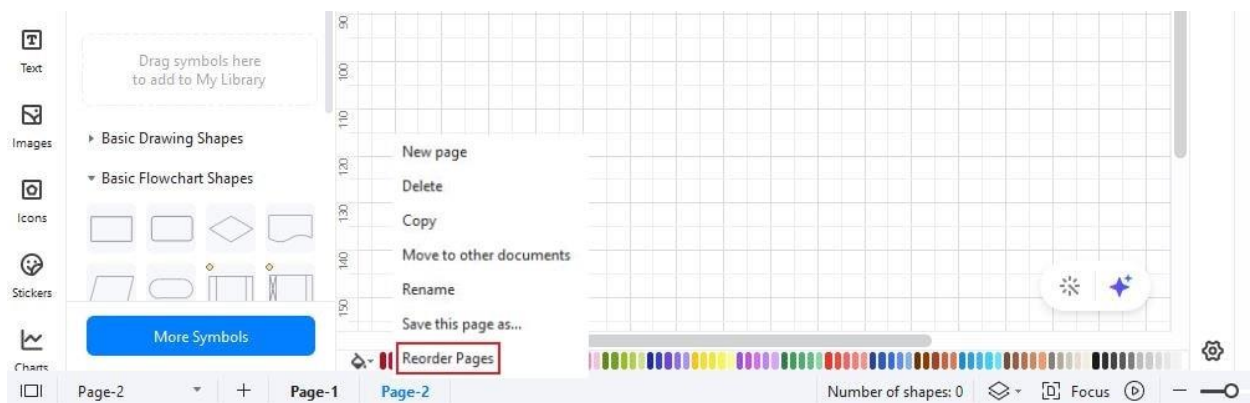 Text
Images
Icons
Stickers
Charts
Drag symbols here
to add to My Library
Basic Drawing Shapes
Basic Flowchart Shapes
More Symbols
90
100
110
120
130
140
150
New page
Delete
Copy
Move to other documents
Rename
Save this page as...
Reorder Pages
Page-2
Page-1
Page-2
Number of shapes: 0
Focus